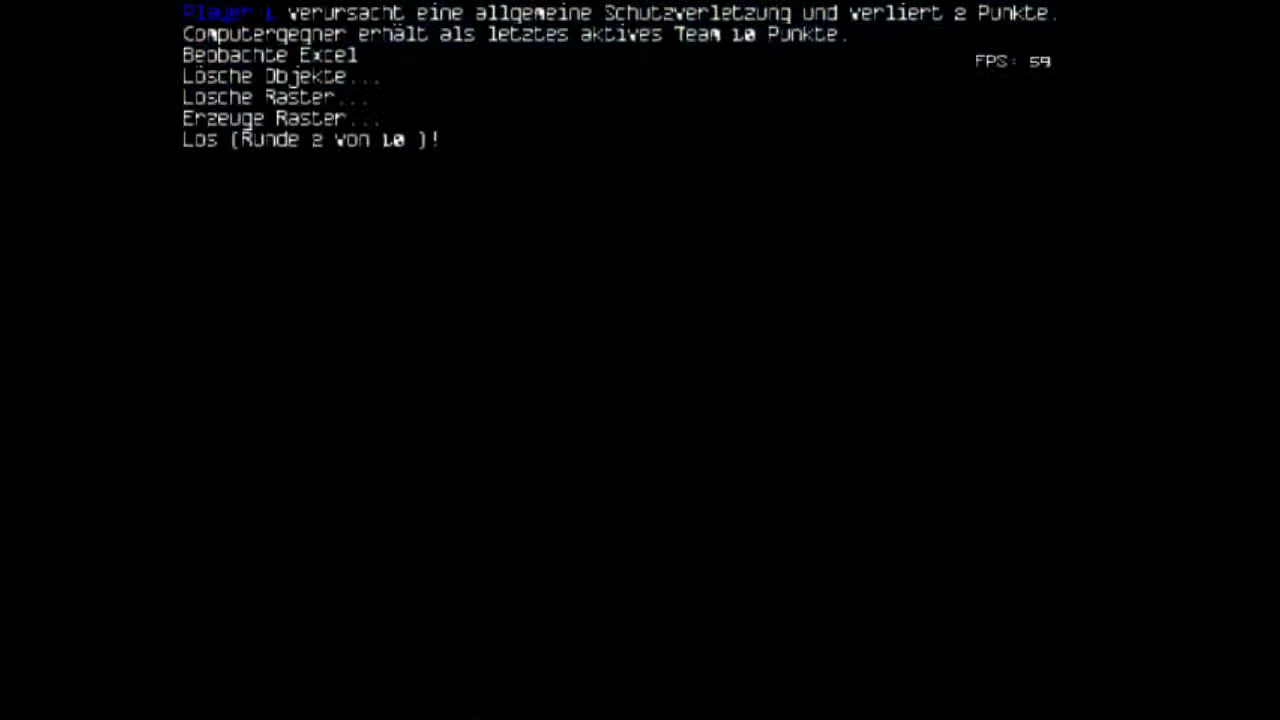 Player 1 verursacht eine allgemeine Schutzverletzung und verliert 2 Punkte.
Computergegner erhält als letztes aktives Team 10 Punkte.
Beobachte Excel
FPS: 59
Lösche Objekte...
Lösche Raster...
Erzeuge Raster...
Los (Runde 2 von 10 )!